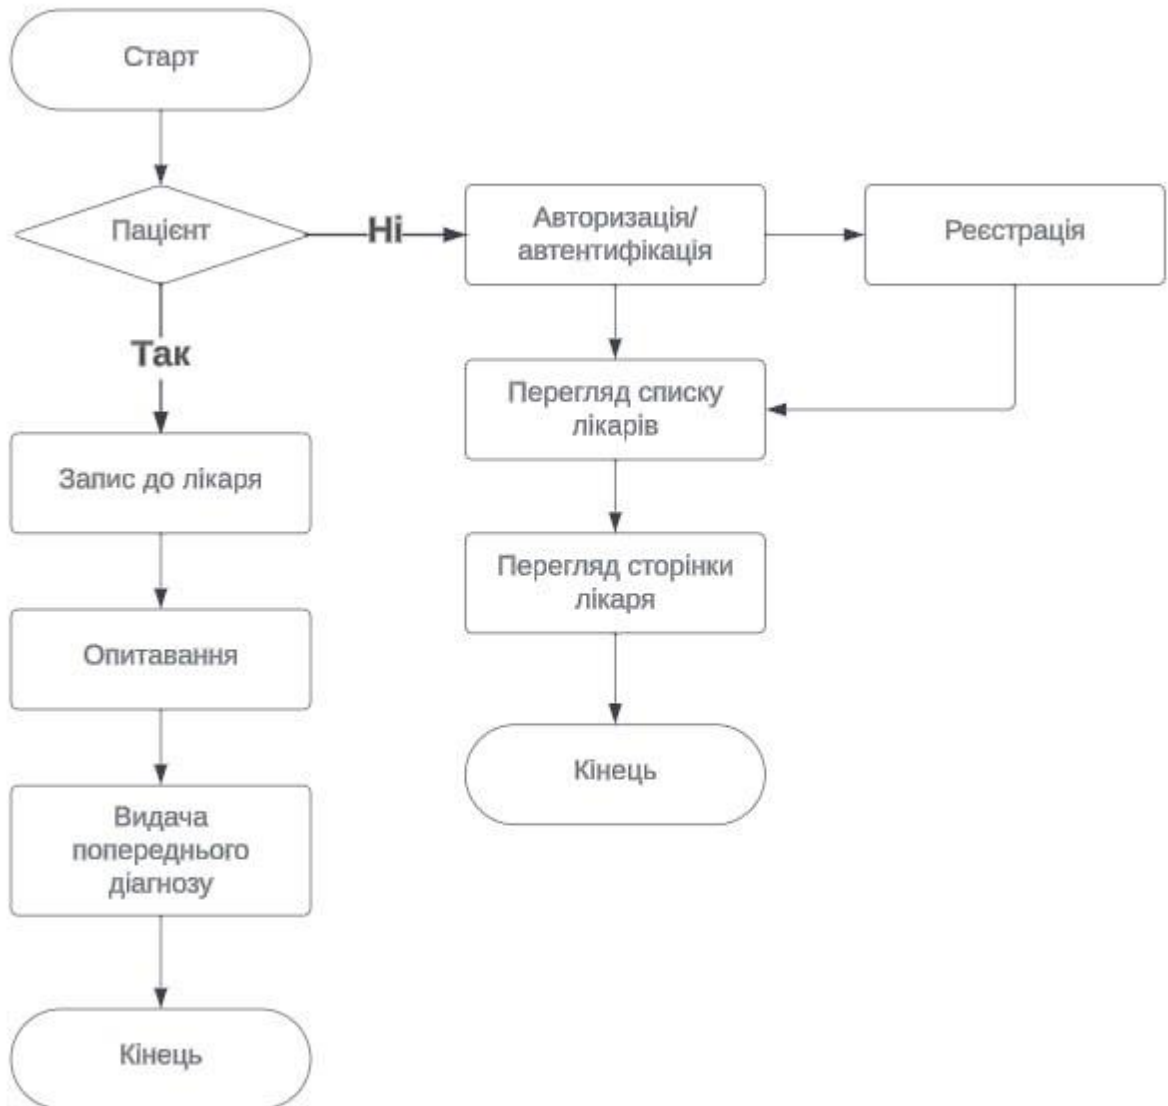 Старт
Пацієнт
Ні
Авторизація/
автентифікація
Реєстрація
Так
Перегляд списку
лікарів
Запис до лікаря
Перегляд сторінки
лікаря
Опитавання
Кінець
Видача
попереднього
діагнозу
Кінець